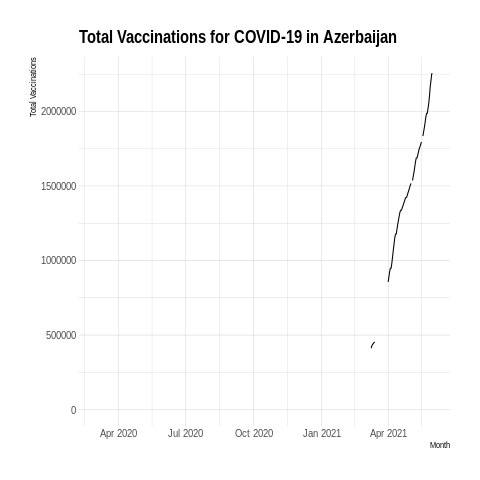 Total Vaccinations for COVID-19 in Azerbaijan
Total Vaccinations
2000000
1500000
1000000
500000
0
Apr 2020 Jul 2020 Oct 2020 Jan 2021 Apr 2021
Month